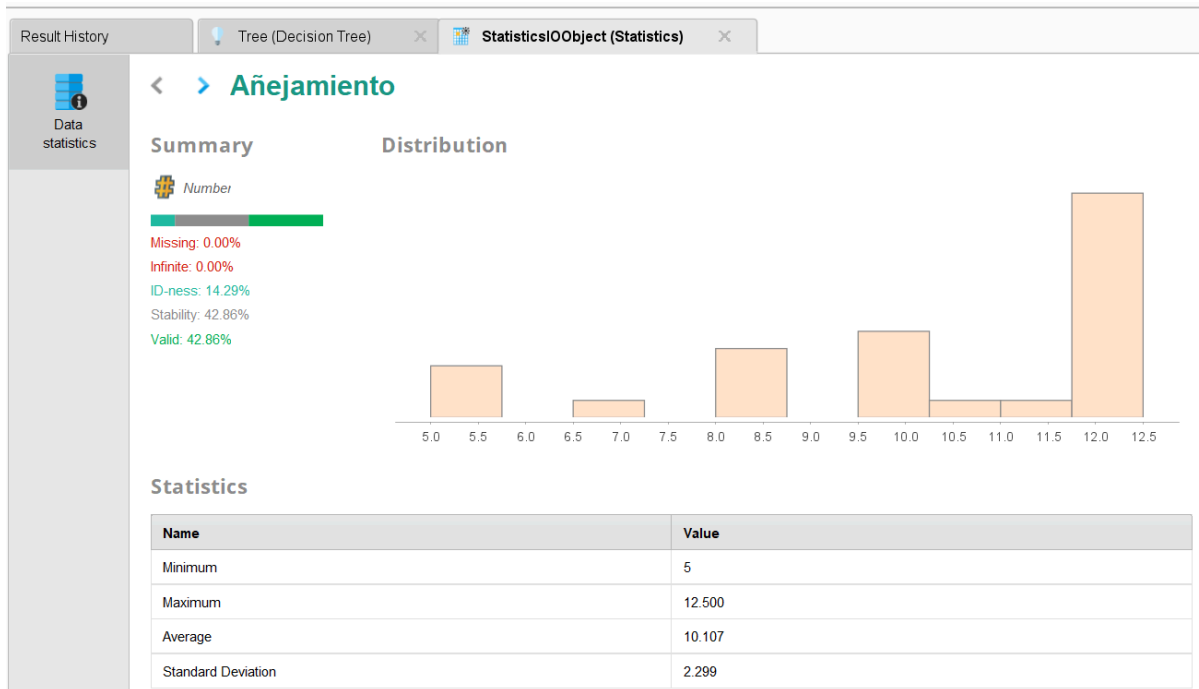 Result History Tree (Decision Tree) StatisticsIOObject (Statistics)
Data
statistics
Añejamiento
Summary Distribution
Number
Missing: 0.00%
Infinite: 0.00%
ID-ness: 14.29%
Stability: 42.86%
Valid: 42.86%
5.0 5.5 6.0 6.5 7.0 7.5 8.0 8.5 9.0 9.5 10.0 10.5 11.0 11.5 12.0 12.5
Statistics
Name Value
Minimum 5
Maximum 12.500
Average 10.107
Standard Deviation 2.299